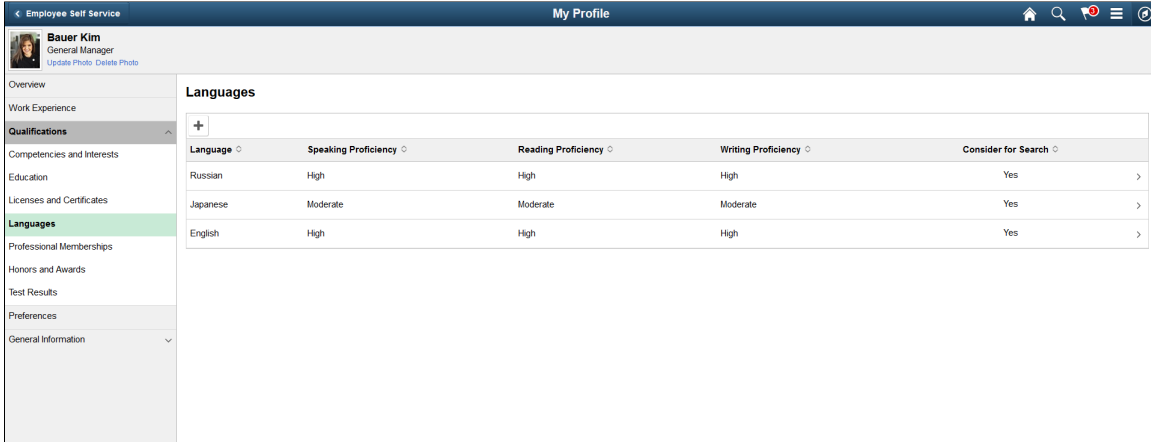 Employee Self Service
My Profile
3
Bauer Kim
General Manager
Update Photo Delete Photo
Overview
Work Experience
Qualifications
Competencies and Interests
Education
Licenses and Certificates
Languages
Professional Memberships
Honors and Awards
Test Results
Preferences
General Information
Languages
Language Speaking Proficiency Reading Proficiency Writing Proficiency Consider for Search
Russian High High High Yes
Japanese Moderate Moderate Moderate Yes
English High High High Yes